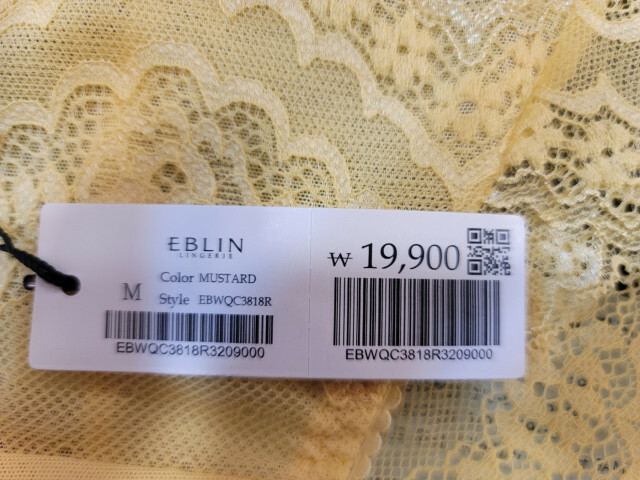 EBLIN
LINGERIE
M
Color MUSTARD
Style EBWQC3818R
EBWQC3818R3209000
₩ 19,900
EBWQC3818R3209000